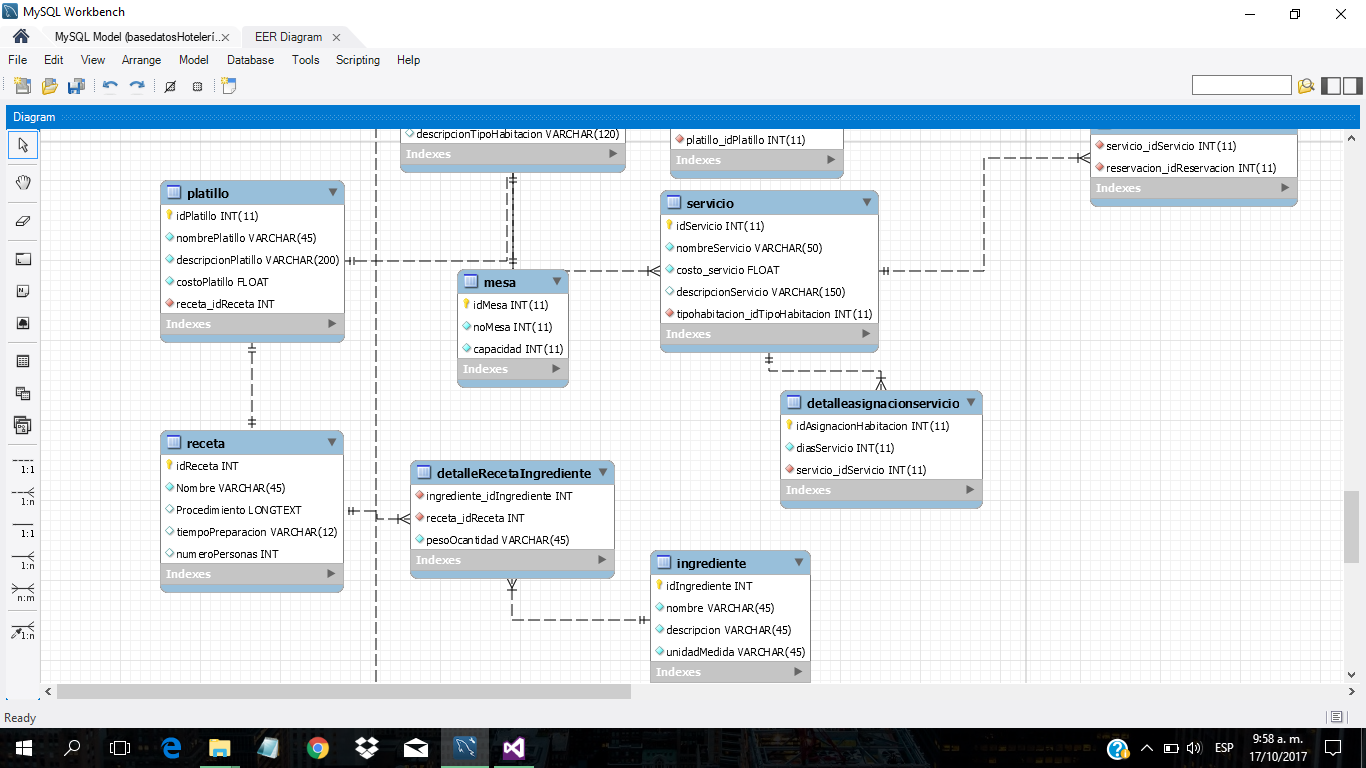 MySQL Workbench
MySQL Model (basedatosHotelerí...
EER Diagram
File Edit View Arrange Model Database Tools Scripting Help
Diagram
descripcionTipoHabitacion VARCHAR(120)
Indexes
platillo_idPlatillo INT(11)
Indexes
servicio_idServicio INT(11)
reservacion_idReservacion INT(11)
Indexes
platillo
idPlatillo INT(11)
nombrePlatillo VARCHAR(45)
descripcionPlatillo VARCHAR(200)
costoPlatillo FLOAT
receta_idReceta INT
Indexes
servicio
idServicio INT(11)
nombreServicio VARCHAR(50)
costo_servicio FLOAT
descripcionServicio VARCHAR(150)
tipohabitacion_idTipoHabitacion INT(11)
Indexes
mesa
idMesa INT(11)
noMesa INT(11)
capacidad INT(11)
Indexes
detalleasignacionservicio
idAsignacionHabitacion INT(11)
diasServicio INT(11)
servicio_idServicio INT(11)
Indexes
receta
idReceta INT
Nombre VARCHAR(45)
Procedimiento LONGTEXT
tiempoPreparacion VARCHAR(12)
numeroPersonas INT
Indexes
detalleRecetaIngrediente
ingrediente_idIngrediente INT
receta_idReceta INT
pesoOcantidad VARCHAR(45)
Indexes
ingrediente
idIngrediente INT
nombre VARCHAR(45)
descripcion VARCHAR(45)
unidadMedida VARCHAR(45)
Indexes
1:1
1:n
1:1
1:n
n:m
1:n
Ready
ESP
9:58 a. m.
17/10/2017